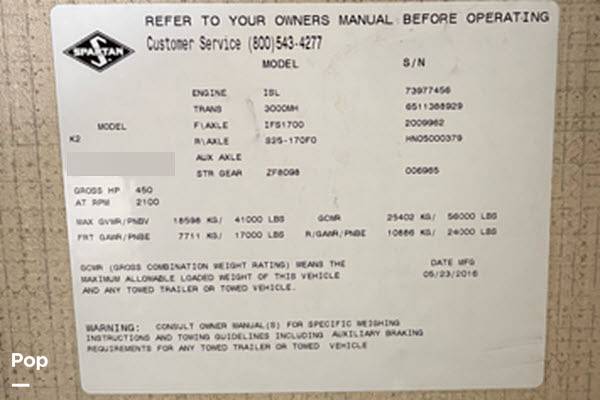 REFER TO YOUR OWNERS MANUAL BEFORE OPERATING
SPARTAN
Customer Service (800)543-4277
MODEL S/N
ENGINE ISL 73977456
TRANS 3000MH 6511388929
MODEL F\AXLE IFS1700 2009962
K2 R\AXLE S25-170F0 HN05000379
AUX AXLE
STR GEAR ZF8098 006965
GROSS HP 450
AT RPM 2100
MAX GVWR/PNBV 18598 KG/ 41000 LBS GCWR 25402 KG/ 56000 LBS
FRT GAWR/PNBE 7711 KG/ 17000 LBS R/GAWR/PNBE 10886 KG/ 24000 LBS
GCWR (GROSS COMBINATION WEIGHT RATING) MEANS THE DATE MFG
MAXIMUM ALLOWABLE LOADED WEIGHT OF THIS VEHICLE 05/23/2016
AND ANY TOWED TRAILER OR TOWED VEHICLE.
WARNING: CONSULT OWNER MANUAL(S) FOR SPECIFIC WEIGHING
INSTRUCTIONS AND TOWING GUIDELINES INCLUDING AUXILIARY BRAKING
REQUIREMENTS FOR ANY TOWED TRAILER OR TOWED VEHICLE
Pop